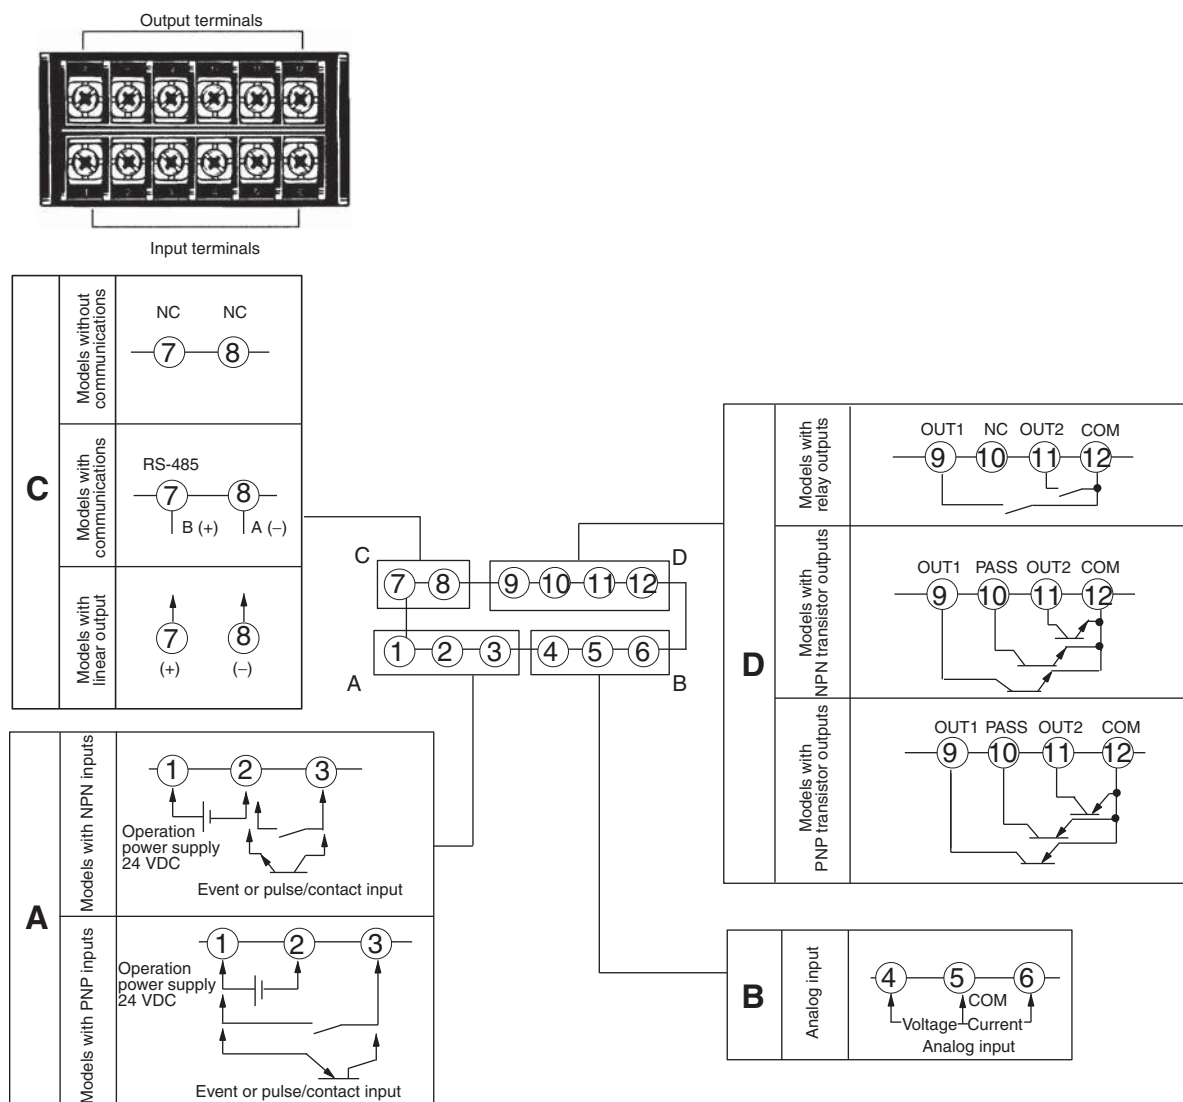 Output terminals
Input terminals
C
Models without
communications
NC NC
7 8
Models with
communications
RS-485
7 8
B (+) A (−)
Models with
linear output
7 8
(+) (−)
C D
7 8 9 10 11 12
1 2 3 4 5 6
A B
A
Models with NPN inputs
1 2 3
Operation
power supply
24 VDC
Event or pulse/contact input
Models with PNP inputs
1 2 3
Operation
power supply
24 VDC
Event or pulse/contact input
D
Models with
relay outputs
OUT1 NC OUT2 COM
9 10 11 12
Models with
NPN transistor outputs
OUT1 PASS OUT2 COM
9 10 11 12
Models with
PNP transistor outputs
OUT1 PASS OUT2 COM
9 10 11 12
B
Analog input
4 5 6
COM
Voltage Current
Analog input